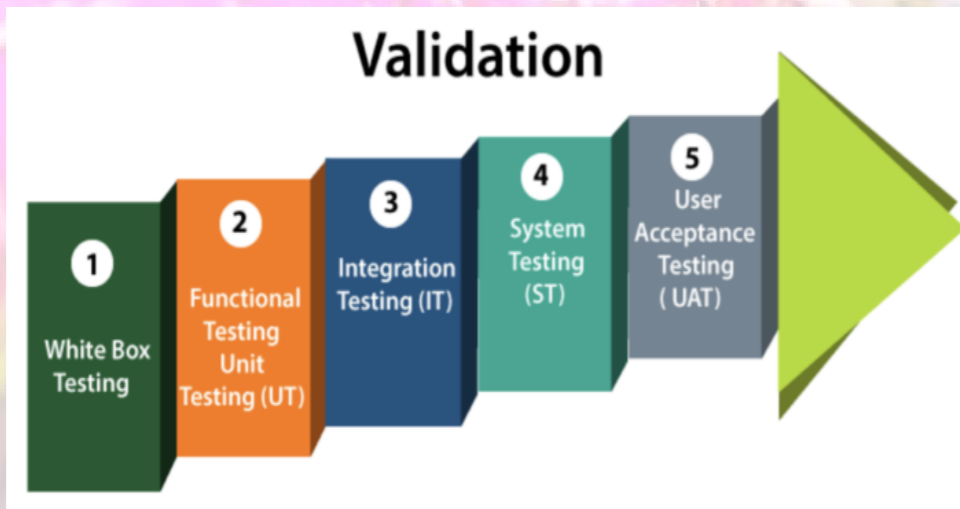 Validation
1
White Box
Testing
2
Functional
Testing
Unit
Testing (UT)
3
Integration
Testing (IT)
4
System
Testing
(ST)
5
User
Acceptance
Testing
( UAT)